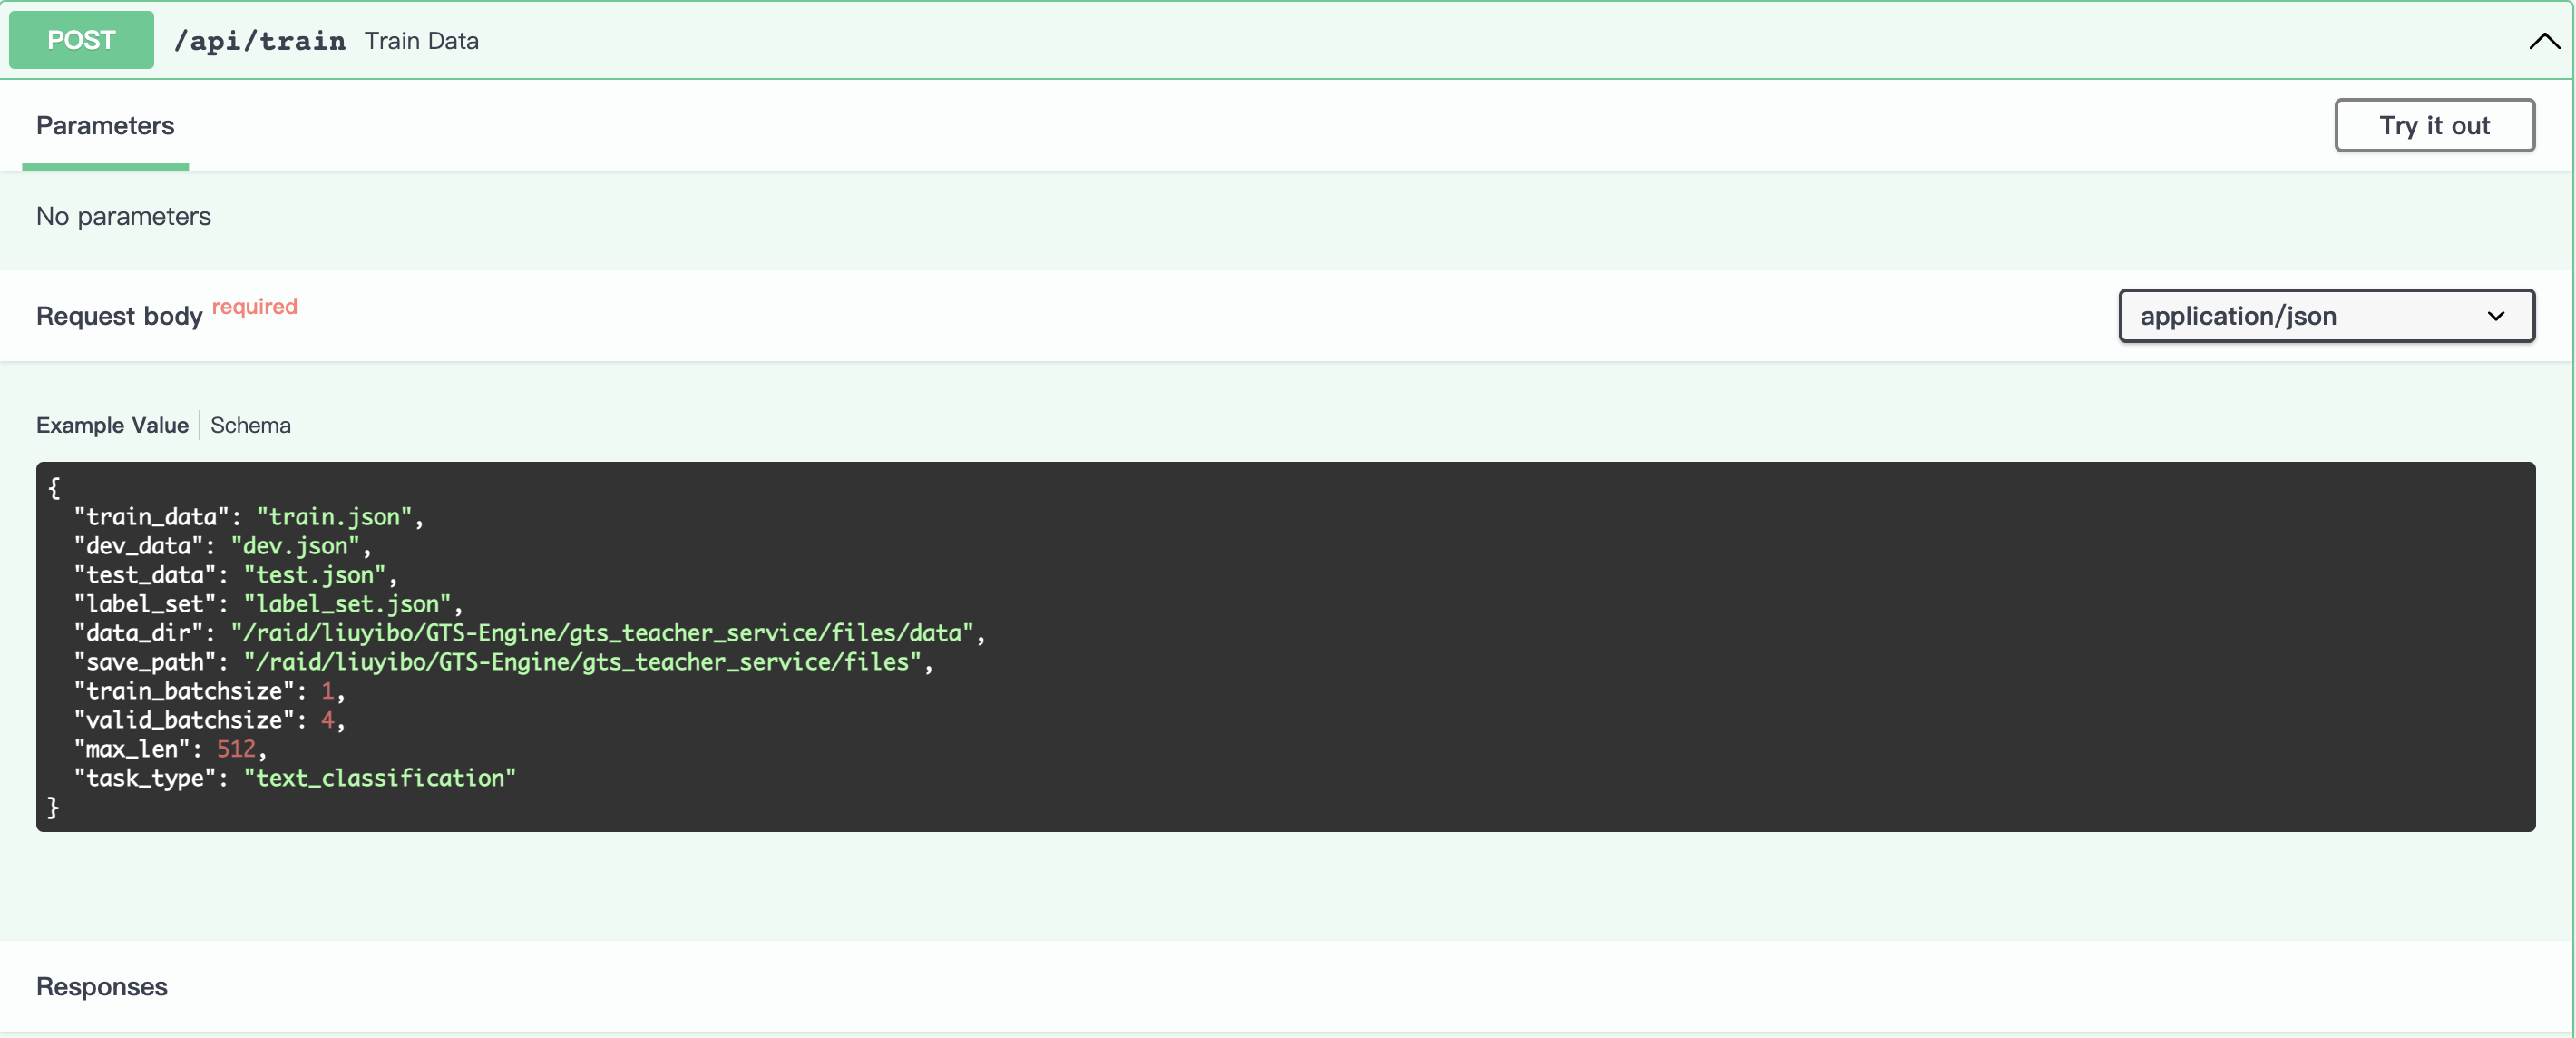 POST /api/train Train Data
Parameters
Try it out
No parameters
Request body required
application/json
Example Value Schema
{
  "train_data": "train.json",
  "dev_data": "dev.json",
  "test_data": "test.json",
  "label_set": "label_set.json",
  "data_dir": "/raid/liuyibo/GTS-Engine/gts_teacher_service/files/data",
  "save_path": "/raid/liuyibo/GTS-Engine/gts_teacher_service/files",
  "train_batchsize": 1,
  "valid_batchsize": 4,
  "max_len": 512,
  "task_type": "text_classification"
}
Responses